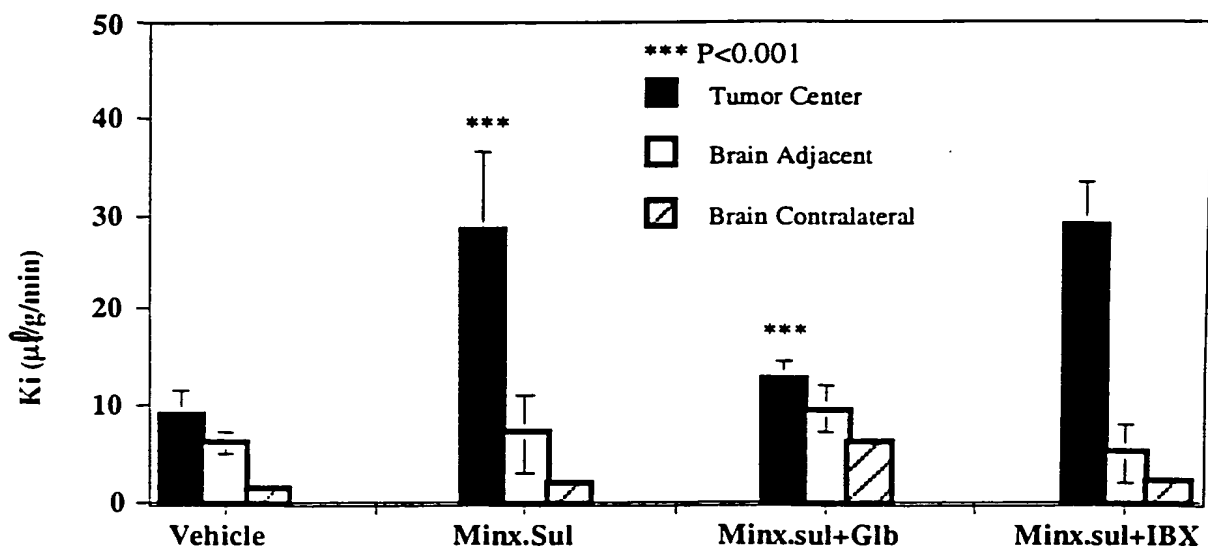 50
40
30
20
10
0
Ki (µℓ/g/min)
*** P<0.001
Tumor Center
Brain Adjacent
Brain Contralateral
***
***
Vehicle Minx.Sul Minx.sul+Glb Minx.sul+IBX